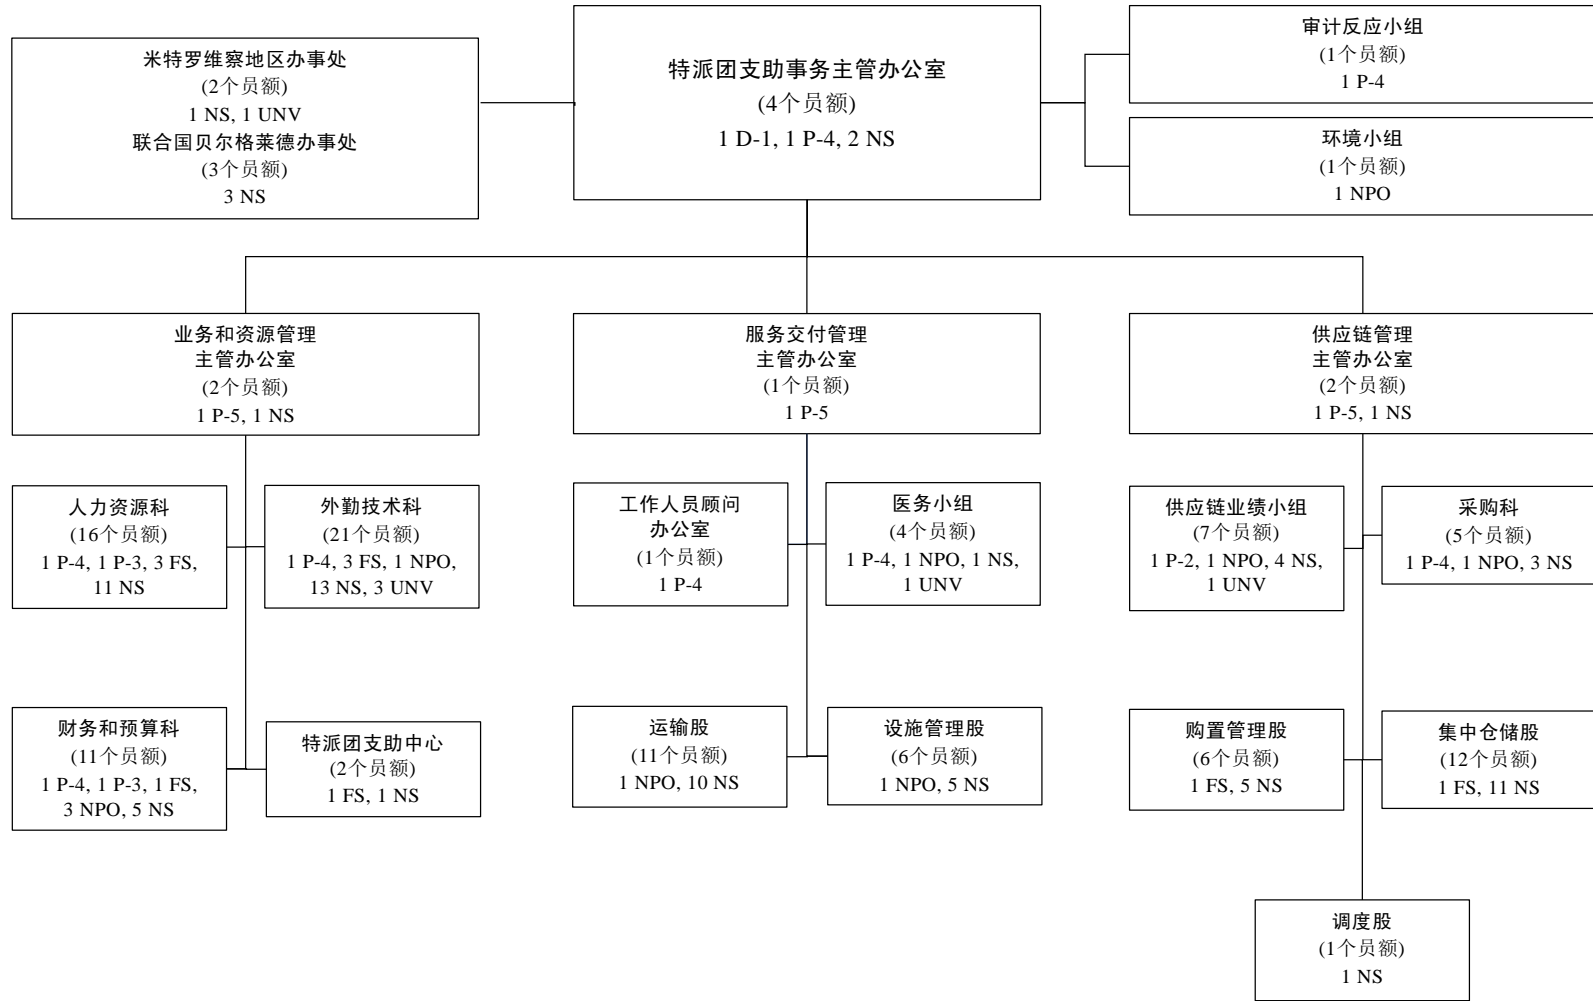 米特罗维察地区办事处
(2个员额)
1 NS, 1 UNV
联合国贝尔格莱德办事处
(3个员额)
3 NS
特派团支助事务主管办公室
(4个员额)
1 D-1, 1 P-4, 2 NS
审计反应小组
(1个员额)
1 P-4
环境小组
(1个员额)
1 NPO
业务和资源管理
主管办公室
(2个员额)
1 P-5, 1 NS
服务交付管理
主管办公室
(1个员额)
1 P-5
供应链管理
主管办公室
(2个员额)
1 P-5, 1 NS
人力资源科
(16个员额)
1 P-4, 1 P-3, 3 FS,
11 NS
外勤技术科
(21个员额)
1 P-4, 3 FS, 1 NPO,
13 NS, 3 UNV
工作人员顾问
办公室
(1个员额)
1 P-4
医务小组
(4个员额)
1 P-4, 1 NPO, 1 NS,
1 UNV
供应链业绩小组
(7个员额)
1 P-2, 1 NPO, 4 NS,
1 UNV
采购科
(5个员额)
1 P-4, 1 NPO, 3 NS
财务和预算科
(11个员额)
1 P-4, 1 P-3, 1 FS,
3 NPO, 5 NS
特派团支助中心
(2个员额)
1 FS, 1 NS
运输股
(11个员额)
1 NPO, 10 NS
设施管理股
(6个员额)
1 NPO, 5 NS
购置管理股
(6个员额)
1 FS, 5 NS
集中仓储股
(12个员额)
1 FS, 11 NS
调度股
(1个员额)
1 NS